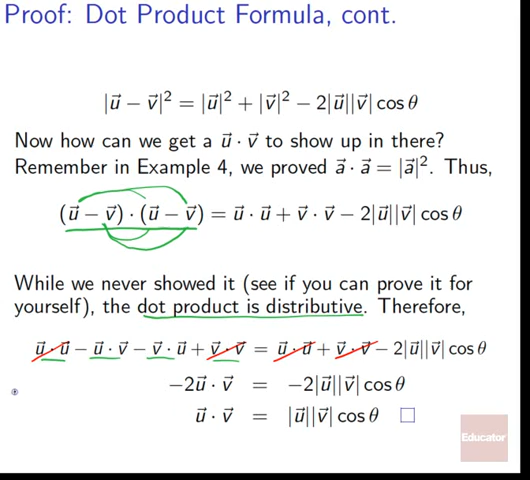 Proof: Dot Product Formula, cont.
|u⃗ − v⃗|² = |u⃗|² + |v⃗|² − 2|u⃗||v⃗| cos θ
Now how can we get a u⃗ · v⃗ to show up in there?
Remember in Example 4, we proved a⃗ · a⃗ = |a⃗|². Thus,
(u⃗ − v⃗) · (u⃗ − v⃗) = u⃗ · u⃗ + v⃗ · v⃗ − 2|u⃗||v⃗| cos θ
While we never showed it (see if you can prove it for
yourself), the dot product is distributive. Therefore,
u⃗ · u⃗ − u⃗ · v⃗ − v⃗ · u⃗ + v⃗ · v⃗ = u⃗ · u⃗ + v⃗ · v⃗ − 2|u⃗||v⃗| cos θ
−2u⃗ · v⃗ = −2|u⃗||v⃗| cos θ
u⃗ · v⃗ = |u⃗||v⃗| cos θ □
Educator